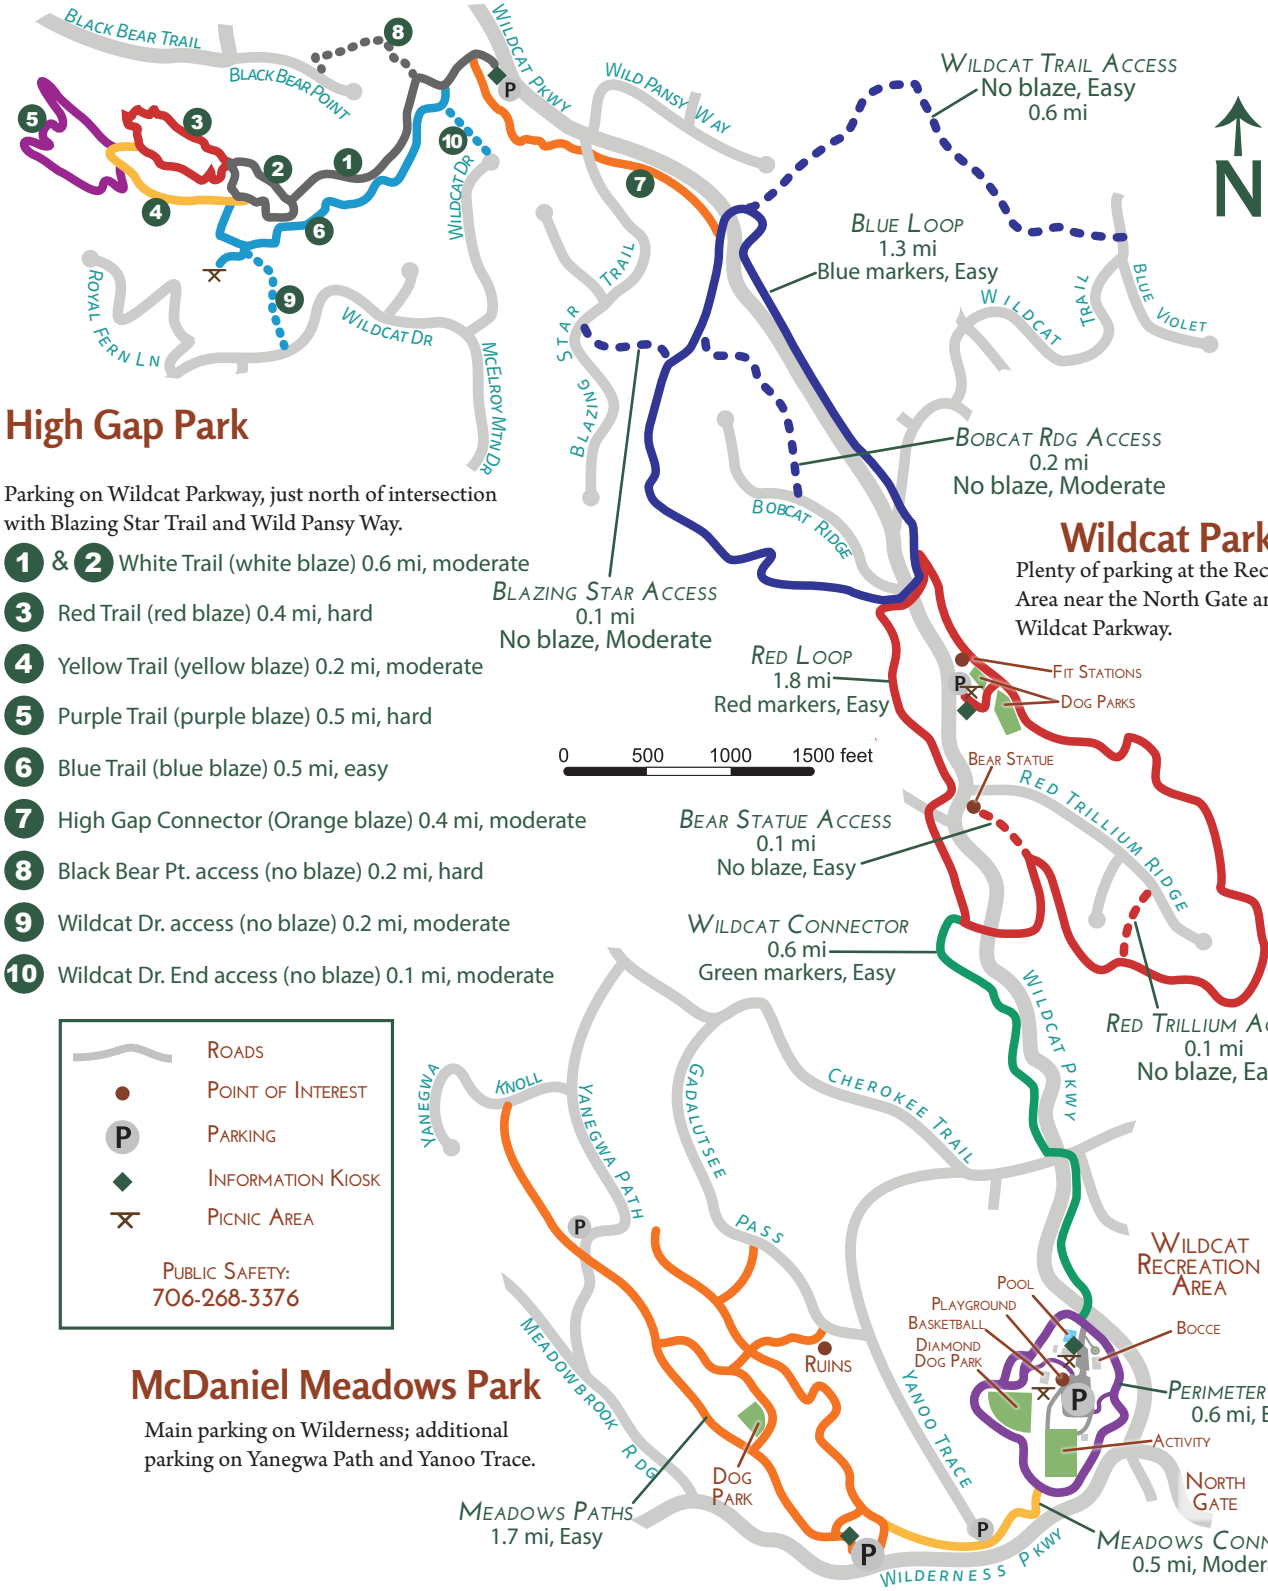 Black Bear Trail
Black Bear Point
8
Wildcat Pkwy
P
Wild Pansy Way
Wildcat Trail Access
No blaze, Easy
0.6 mi
N
5
3
2
1
10
4
6
7
9
Wildcat Dr
Royal Fern Ln
Wildcat Dr
McElroy Mtn Dr
Blazing Star Trail
Blue Loop
1.3 mi
Blue markers, Easy
Wildcat Trail
Blue Violet
High Gap Park
Parking on Wildcat Parkway, just north of intersection
with Blazing Star Trail and Wild Pansy Way.
1 & 2 White Trail (white blaze) 0.6 mi, moderate
3 Red Trail (red blaze) 0.4 mi, hard
4 Yellow Trail (yellow blaze) 0.2 mi, moderate
5 Purple Trail (purple blaze) 0.5 mi, hard
6 Blue Trail (blue blaze) 0.5 mi, easy
7 High Gap Connector (Orange blaze) 0.4 mi, moderate
8 Black Bear Pt. access (no blaze) 0.2 mi, hard
9 Wildcat Dr. access (no blaze) 0.2 mi, moderate
10 Wildcat Dr. End access (no blaze) 0.1 mi, moderate
Bobcat Rdg Access
0.2 mi
No blaze, Moderate
Bobcat Ridge
Blazing Star Access
0.1 mi
No blaze, Moderate
Wildcat Park
Plenty of parking at the Rec
Area near the North Gate an
Wildcat Parkway.
Red Loop
1.8 mi
Red markers, Easy
P
Fit Stations
Dog Parks
0 500 1000 1500 feet
Bear Statue
Red Trillium Ridge
Bear Statue Access
0.1 mi
No blaze, Easy
Wildcat Connector
0.6 mi
Green markers, Easy
Wildcat Pkwy
Red Trillium Ac
0.1 mi
No blaze, Ea
Roads
Point of Interest
P Parking
Information Kiosk
Picnic Area
Public Safety:
706-268-3376
Yanegwa Knoll
Yanegwa Path
Gadalutsee Pass
Cherokee Trail
P
Meadowbrook Rdg
Yanoo Trace
Ruins
Wildcat
Recreation
Area
Pool
Playground
Basketball
Diamond
Dog Park
Bocce
P
Perimeter
0.6 mi, E
Activity
North
Gate
McDaniel Meadows Park
Main parking on Wilderness; additional
parking on Yanegwa Path and Yanoo Trace.
Dog
Park
Meadows Paths
1.7 mi, Easy
P
P
Wilderness Pkwy
Meadows Conn
0.5 mi, Moder